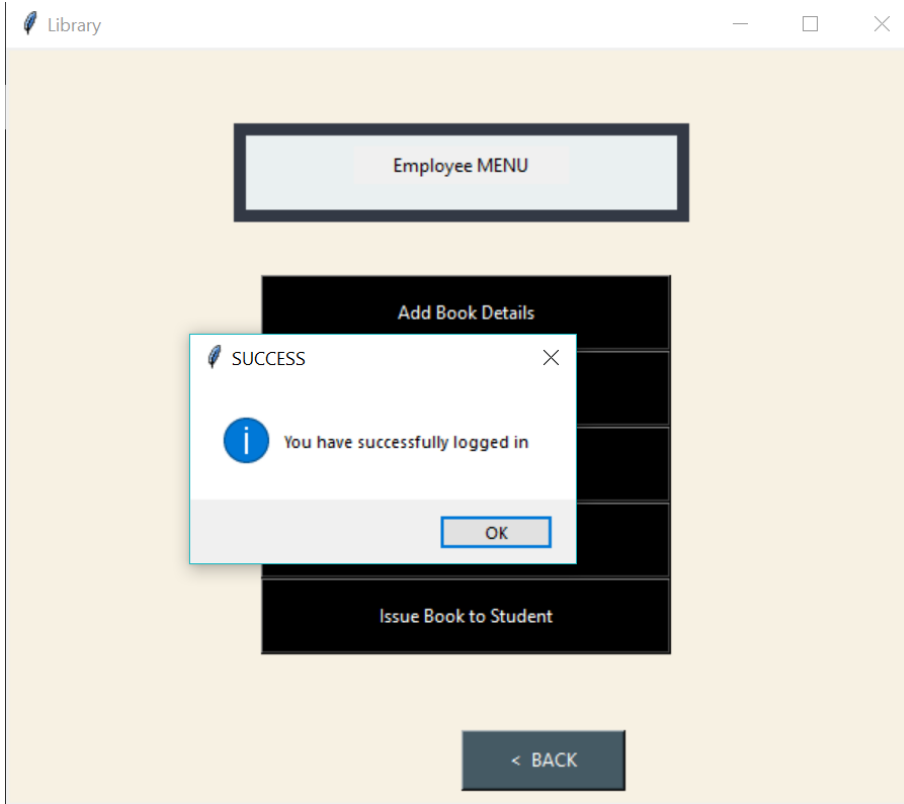 Library
Employee MENU
Add Book Details
SUCCESS
You have successfully logged in
OK
Issue Book to Student
< BACK